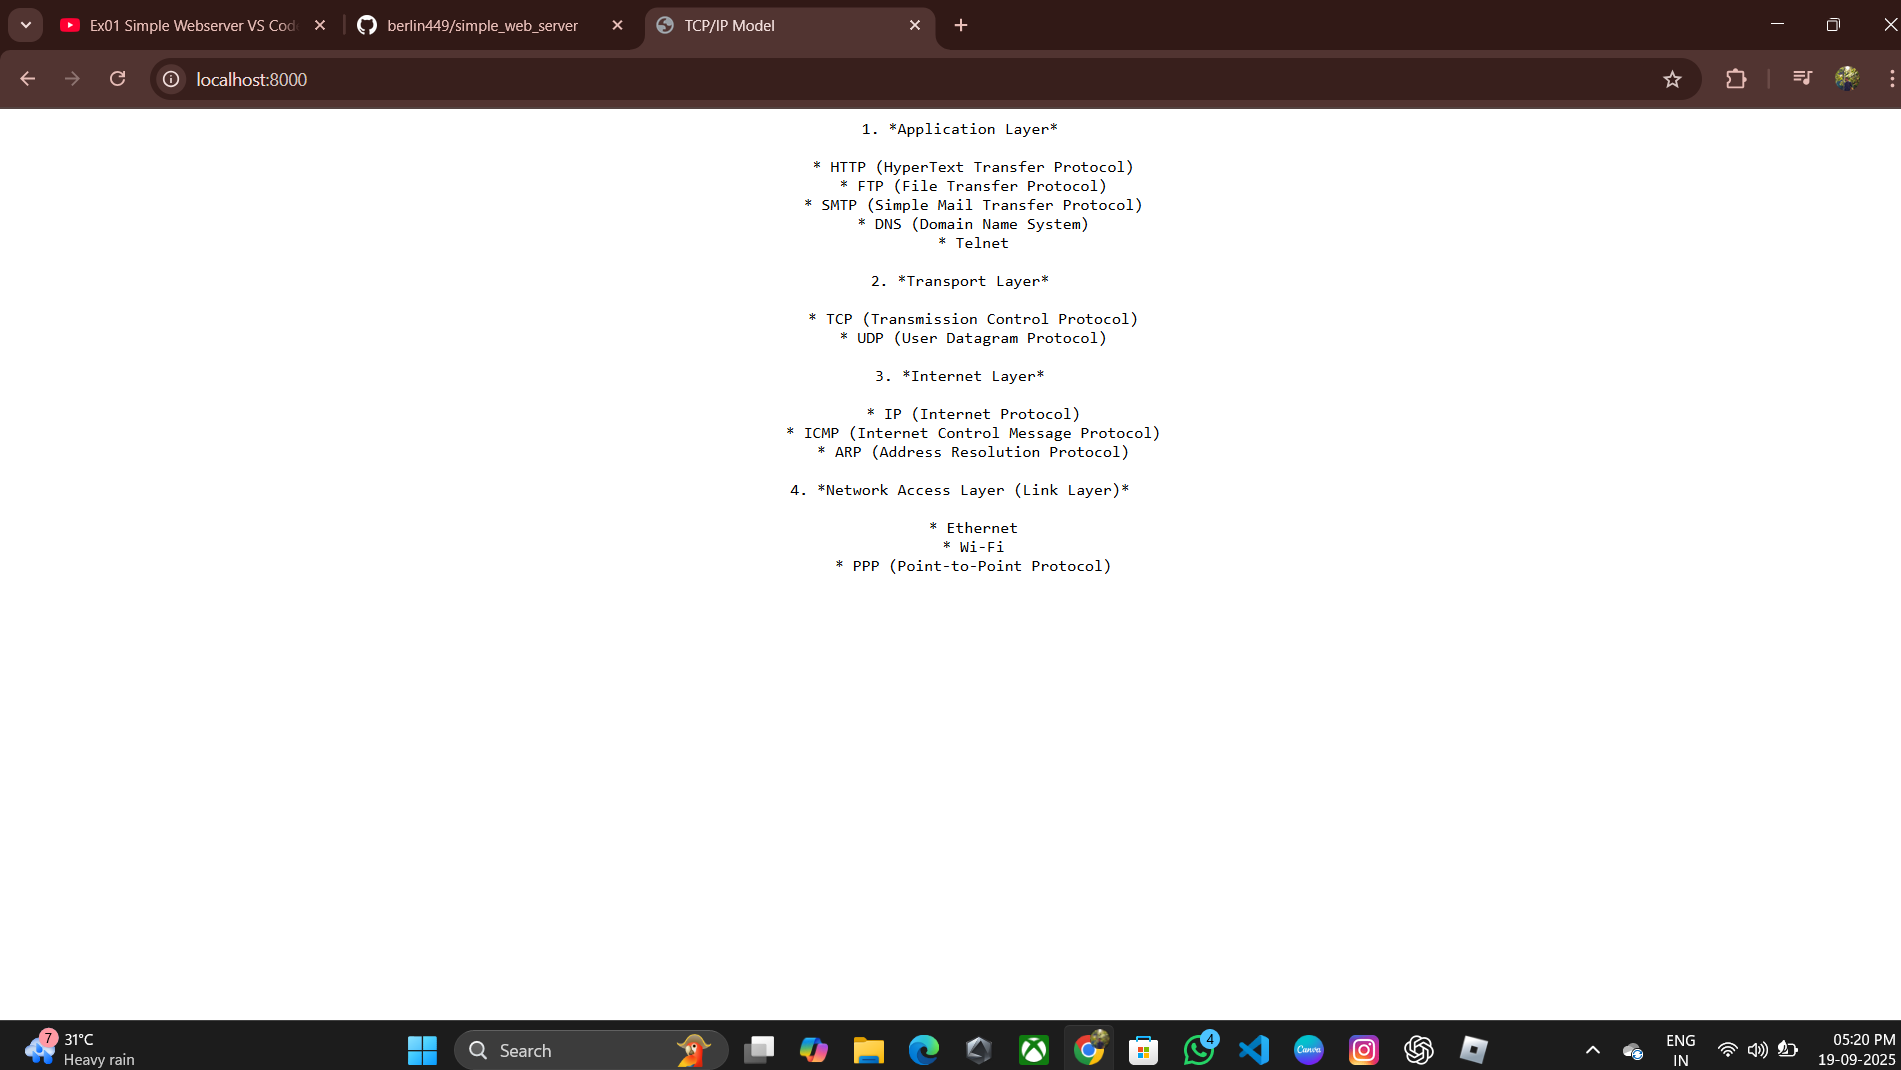 Ex01 Simple Webserver VS Cod
berlin449/simple_web_server
TCP/IP Model
localhost:8000
1. *Application Layer*
* HTTP (HyperText Transfer Protocol)
* FTP (File Transfer Protocol)
* SMTP (Simple Mail Transfer Protocol)
* DNS (Domain Name System)
* Telnet
2. *Transport Layer*
* TCP (Transmission Control Protocol)
* UDP (User Datagram Protocol)
3. *Internet Layer*
* IP (Internet Protocol)
* ICMP (Internet Control Message Protocol)
* ARP (Address Resolution Protocol)
4. *Network Access Layer (Link Layer)*
* Ethernet
* Wi-Fi
* PPP (Point-to-Point Protocol)
7
31°C
Heavy rain
Search
4
Canva
ENG
IN
05:20 PM
19-09-2025